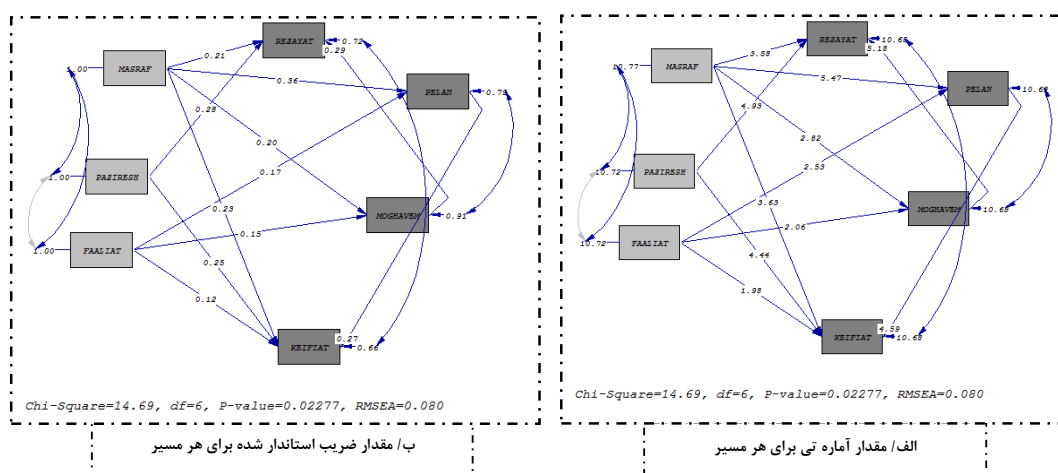 REZAYAT
0.72
0.29
0.21
1.00
MASRAF
0.36
PELAN
0.79
0.28
0.20
0.17
PAZIRESH
1.00
MOGHAVEM
0.91
0.23
0.15
1.00
FAALIAT
0.25
0.12
KEIFIAT
0.27
0.66
Chi-Square=14.69, df=6, P-value=0.02277, RMSEA=0.080
ب/ مقدار ضریب استاندار شده برای هر مسیر
REZAYAT
10.68
5.18
3.58
10.77
MASRAF
5.47
PELAN
10.68
4.93
2.82
2.53
PAZIRESH
10.72
MOGHAVEM
10.68
3.63
2.06
10.72
FAALIAT
4.44
1.98
KEIFIAT
4.59
10.68
Chi-Square=14.69, df=6, P-value=0.02277, RMSEA=0.080
الف/ مقدار آماره تی برای هر مسیر